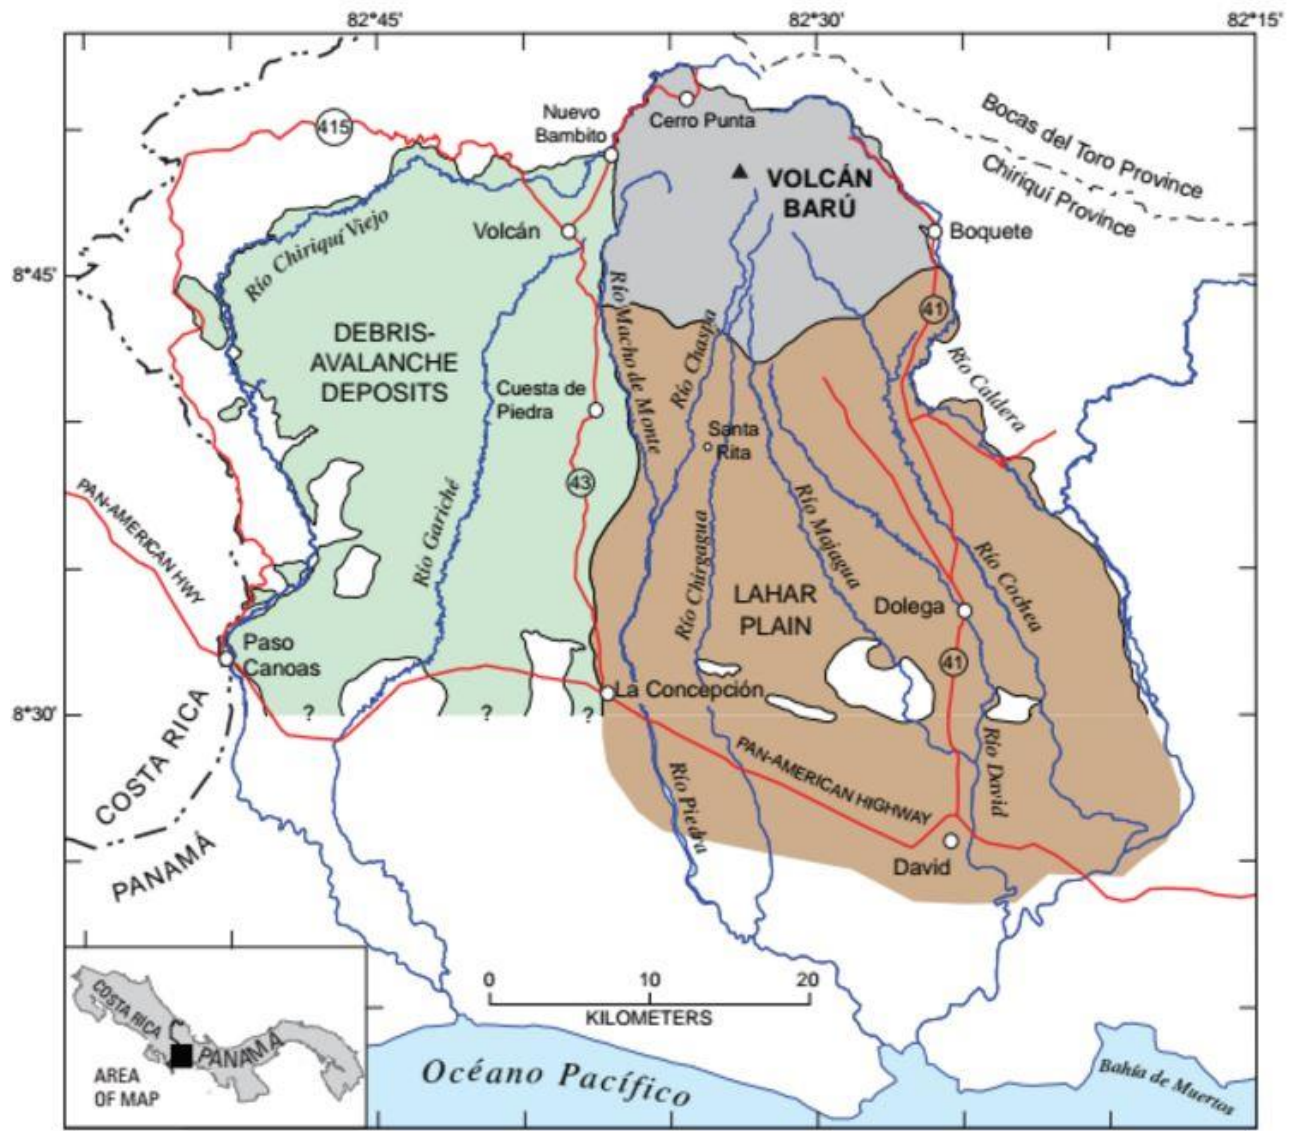 82°45'
82°30'
82°15'
Bocas del Toro Province
Chiriquí Province
415
Nuevo
Bambito
Cerro Punta
VOLCÁN
BARÚ
Volcán
Boquete
Río Chiriquí Viejo
8°45'
41
DEBRIS-
AVALANCHE
DEPOSITS
Río Macho de Monte
Río Chaspa
Río Caldera
Cuesta de
Piedra
Santa
Rita
43
PAN-AMERICAN HWY
Río Gariché
Río Chirgagua
Río Majagua
Río Cochea
LAHAR
PLAIN
Dolega
Paso
Canoas
41
La Concepción
8°30'
?
?
?
COSTA RICA
PANAMÁ
Río Piedra
PAN-AMERICAN HIGHWAY
Río David
David
0
10
20
KILOMETERS
COSTA RICA
PANAMÁ
AREA
OF MAP
Océano Pacífico
Bahía de Muertos